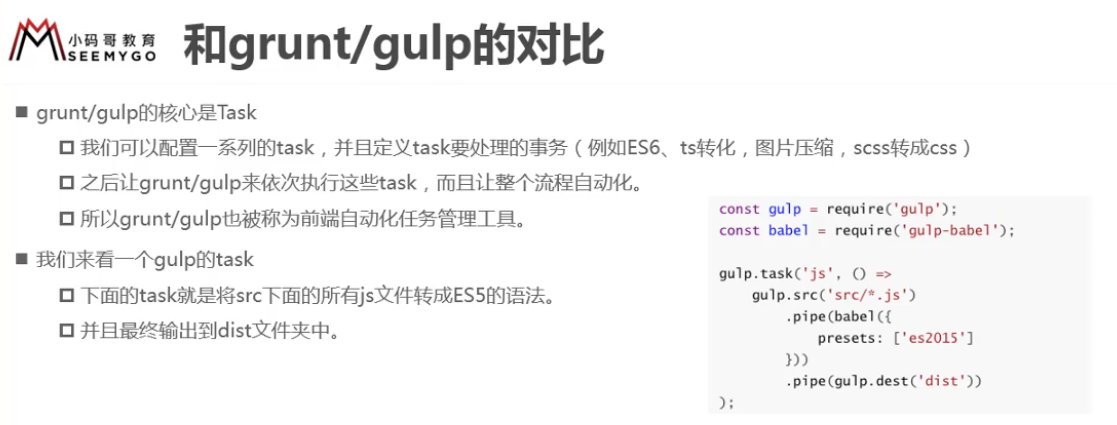 小码哥教育
SEEMYGO
和grunt/gulp的对比
grunt/gulp的核心是Task
我们可以配置一系列的task，并且定义task要处理的事务（例如ES6、ts转化，图片压缩，scss转成css）
之后让grunt/gulp来依次执行这些task，而且让整个流程自动化。
所以grunt/gulp也被称为前端自动化任务管理工具。
我们来看一个gulp的task
下面的task就是将src下面的所有js文件转成ES5的语法。
并且最终输出到dist文件夹中。
const gulp = require('gulp');
const babel = require('gulp-babel');
gulp.task('js', () =>
gulp.src('src/*.js')
.pipe(babel({
presets: ['es2015']
}))
.pipe(gulp.dest('dist'))
);